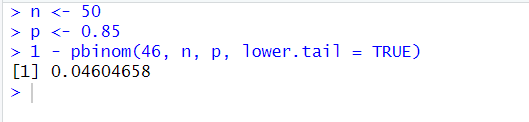 > n <- 50
> p <- 0.85
> 1 - pbinom(46, n, p, lower.tail = TRUE)
[1] 0.04604658
>